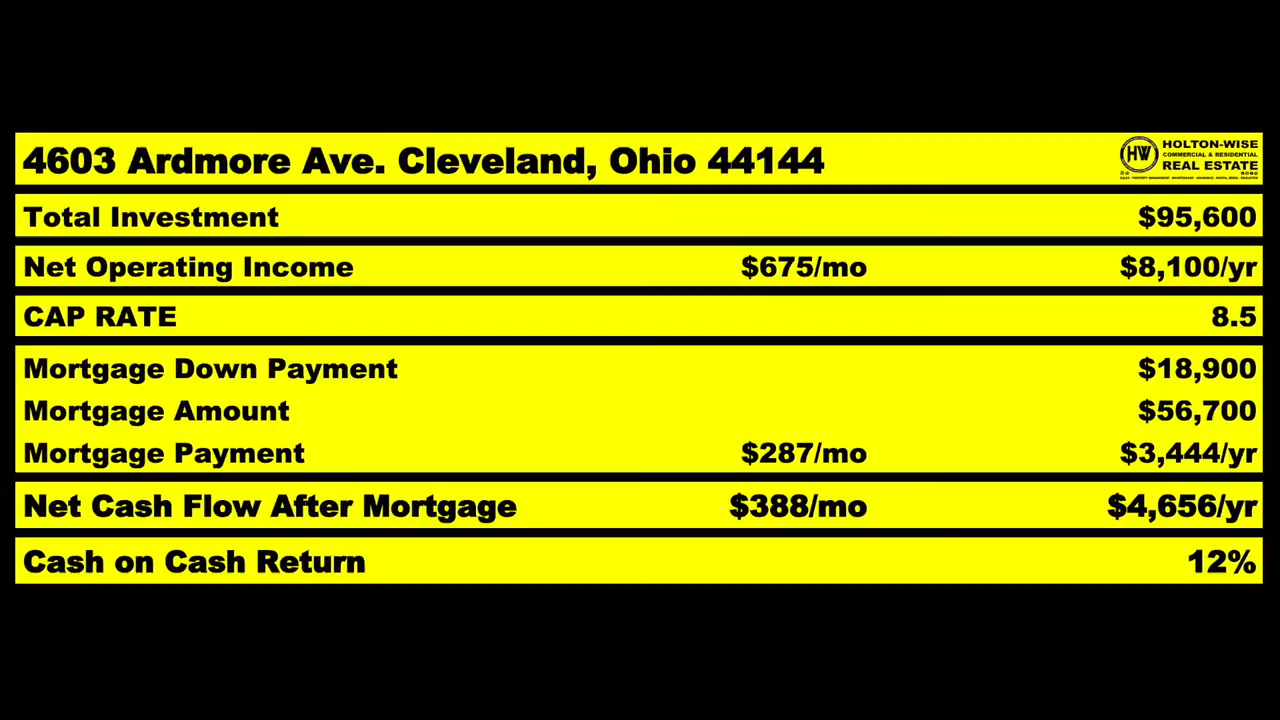 4603 Ardmore Ave. Cleveland, Ohio 44144
HW
HOLTON-WISE
COMMERCIAL & RESIDENTIAL
REAL ESTATE
Total Investment $95,600
Net Operating Income $675/mo $8,100/yr
CAP RATE 8.5
Mortgage Down Payment $18,900
Mortgage Amount $56,700
Mortgage Payment $287/mo $3,444/yr
Net Cash Flow After Mortgage $388/mo $4,656/yr
Cash on Cash Return 12%